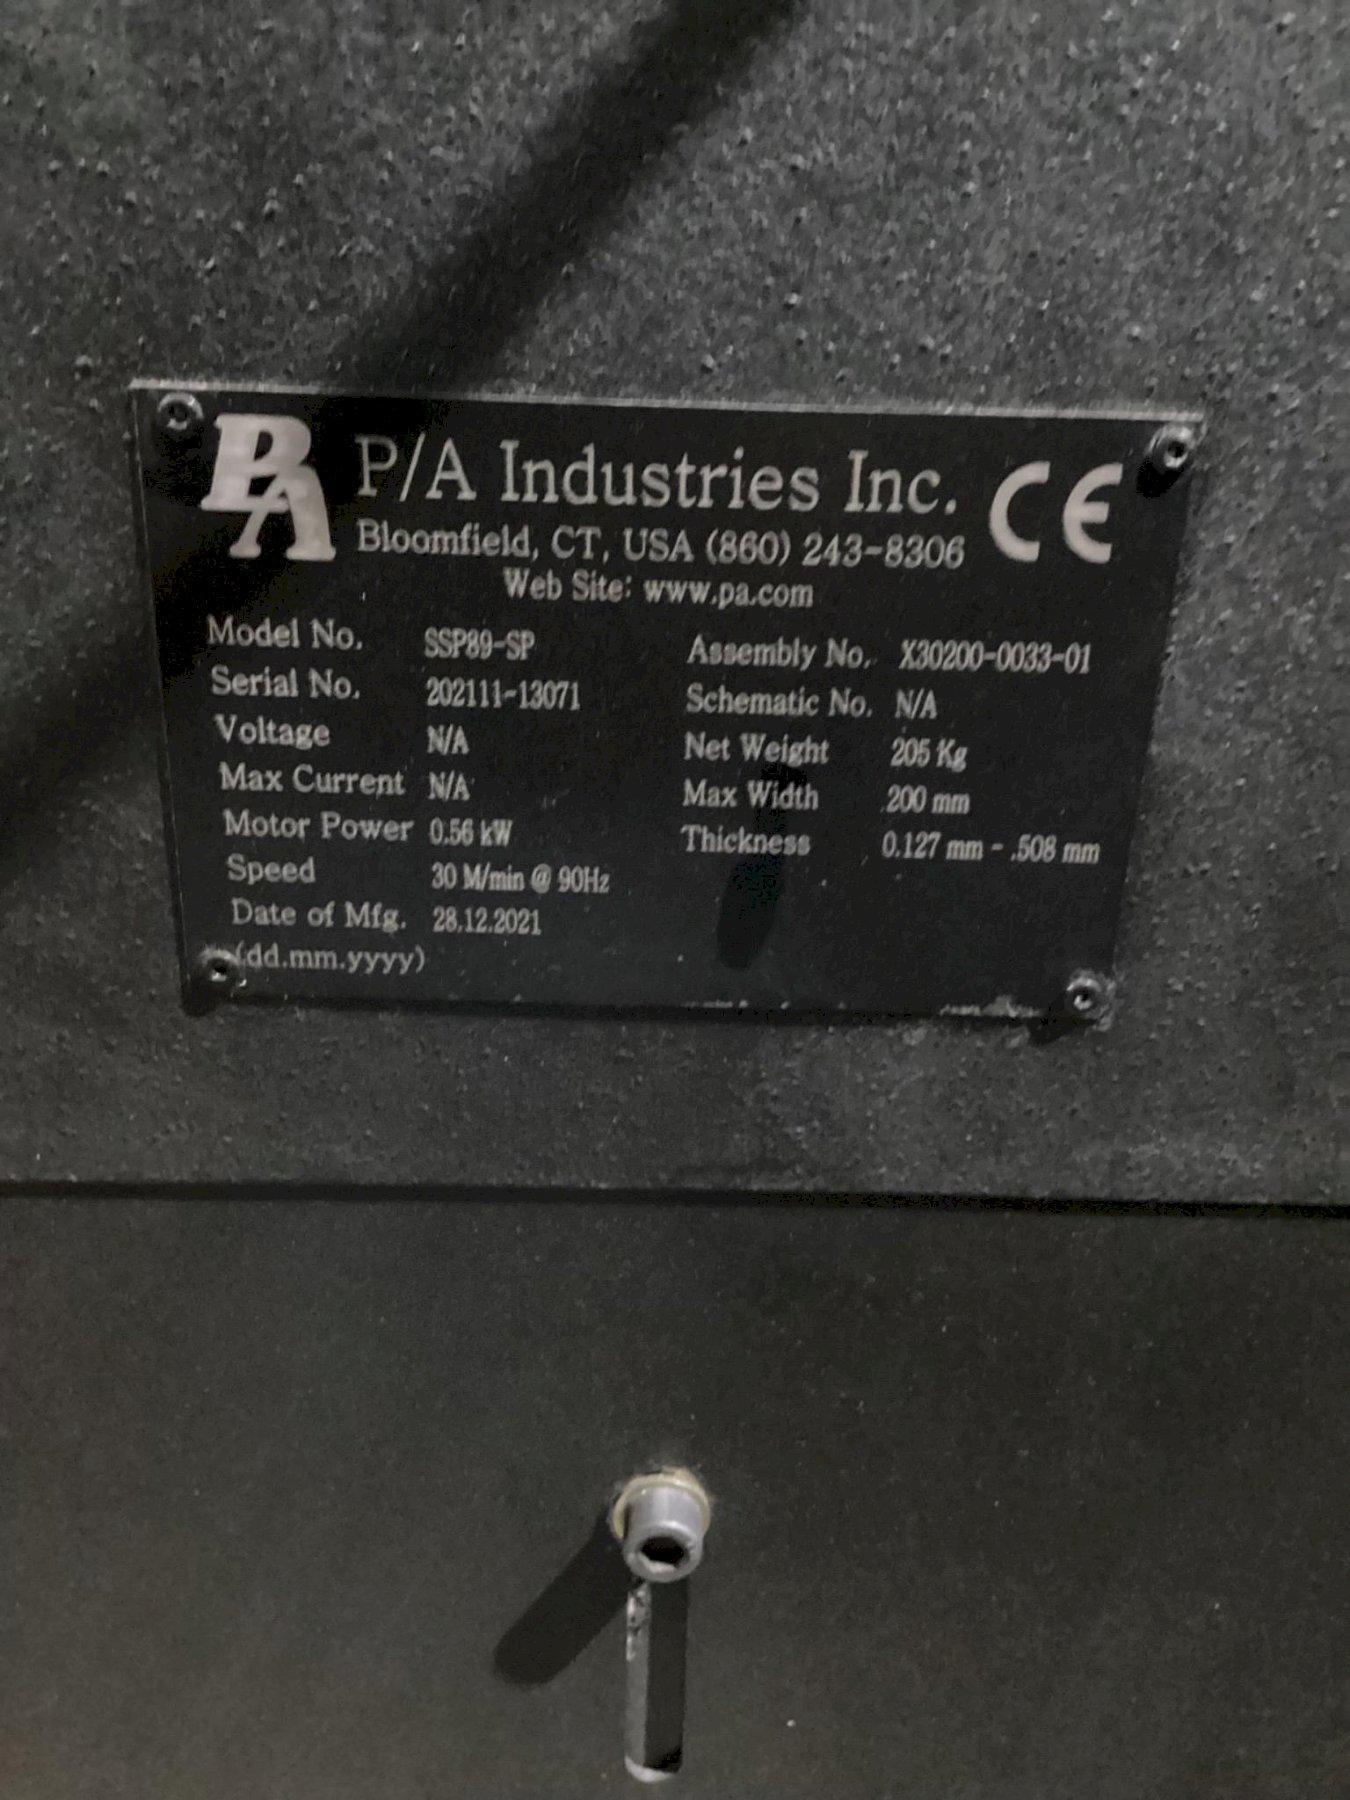 PA P/A Industries Inc. CE
Bloomfield, CT, USA (860) 243-8306
Web Site: www.pa.com
Model No. SSP89-SP
Serial No. 202111-13071
Voltage N/A
Max Current N/A
Motor Power 0.56 kW
Speed 30 M/min @ 90Hz
Date of Mfg. 28.12.2021
(dd.mm.yyyy)
Assembly No. X30200-0033-01
Schematic No. N/A
Net Weight 205 Kg
Max Width 200 mm
Thickness 0.127 mm - .508 mm